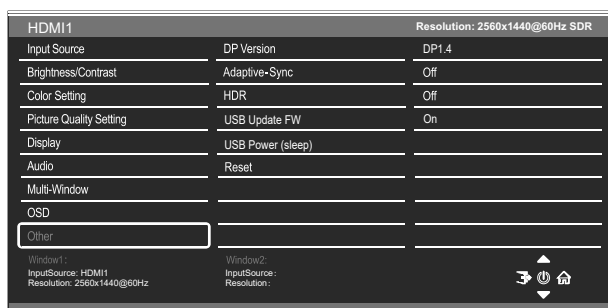 HDMI1 Resolution: 2560x1440@60Hz SDR
Input Source DP Version DP1.4
Brightness/Contrast Adaptive-Sync Off
Color Setting HDR Off
Picture Quality Setting USB Update FW On
Display USB Power (sleep)
Audio Reset
Multi-Window
OSD
Other
Window1: Window2:
InputSource: HDMI1 InputSource:
Resolution: 2560x1440@60Hz Resolution: